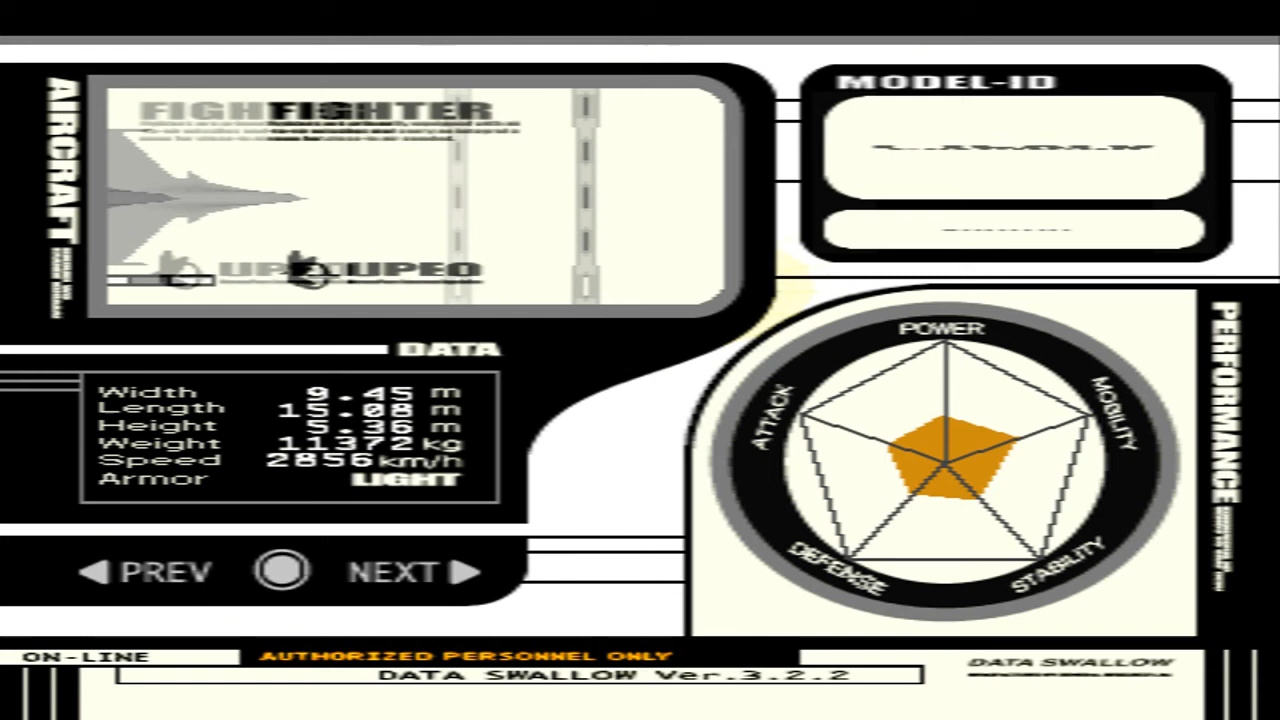 AIRCRAFT
FIGHFIGHTER
UPEO UPEO
MODEL-ID
DATA
Width 9.45 m
Length 15.08 m
Height 5.36 m
Weight 11372 kg
Speed 2856 km/h
Armor LIGHT
PREV NEXT
PERFORMANCE
POWER
MOBILITY
STABILITY
DEFENSE
ATTACK
ON-LINE AUTHORIZED PERSONNEL ONLY
DATA SWALLOW Ver.3.2.2
DATA SWALLOW